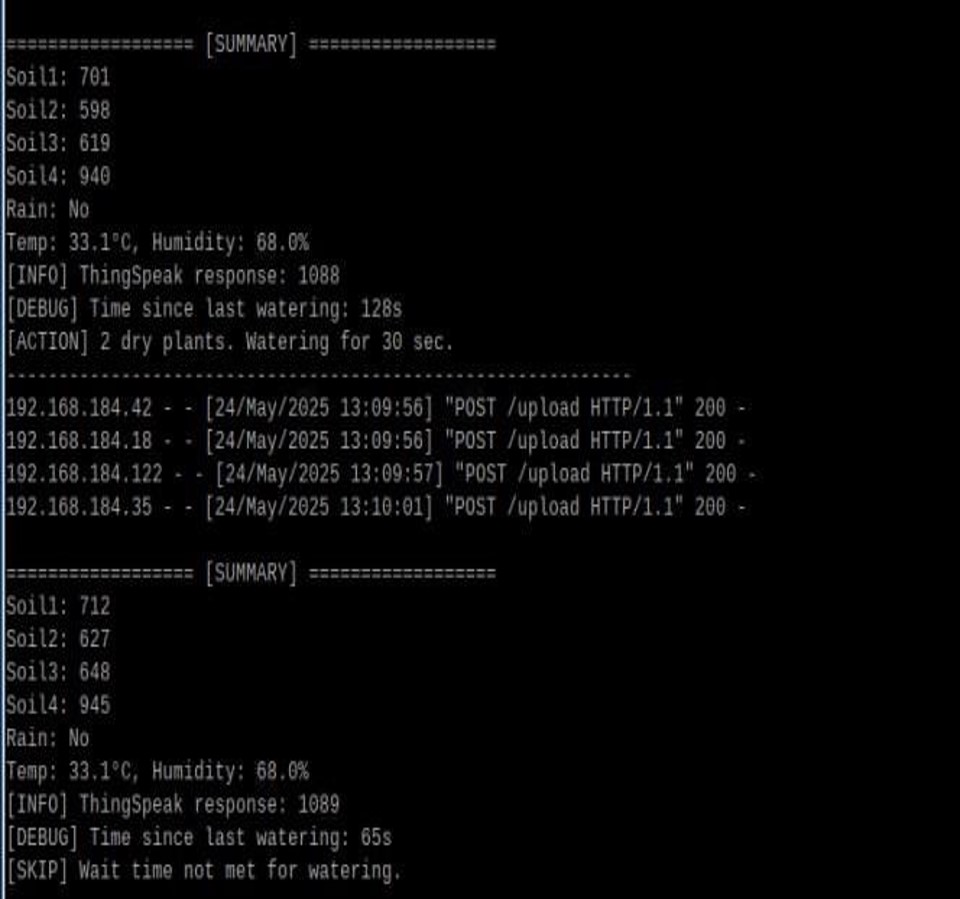 ================== [SUMMARY] ==================
Soil1: 701
Soil2: 598
Soil3: 619
Soil4: 940
Rain: No
Temp: 33.1°C, Humidity: 68.0%
[INFO] ThingSpeak response: 1088
[DEBUG] Time since last watering: 128s
[ACTION] 2 dry plants. Watering for 30 sec.
------------------------------------------------------------
192.168.184.42 - - [24/May/2025 13:09:56] "POST /upload HTTP/1.1" 200 -
192.168.184.18 - - [24/May/2025 13:09:56] "POST /upload HTTP/1.1" 200 -
192.168.184.122 - - [24/May/2025 13:09:57] "POST /upload HTTP/1.1" 200 -
192.168.184.35 - - [24/May/2025 13:10:01] "POST /upload HTTP/1.1" 200 -
================== [SUMMARY] ==================
Soil1: 712
Soil2: 627
Soil3: 648
Soil4: 945
Rain: No
Temp: 33.1°C, Humidity: 68.0%
[INFO] ThingSpeak response: 1089
[DEBUG] Time since last watering: 65s
[SKIP] Wait time not met for watering.